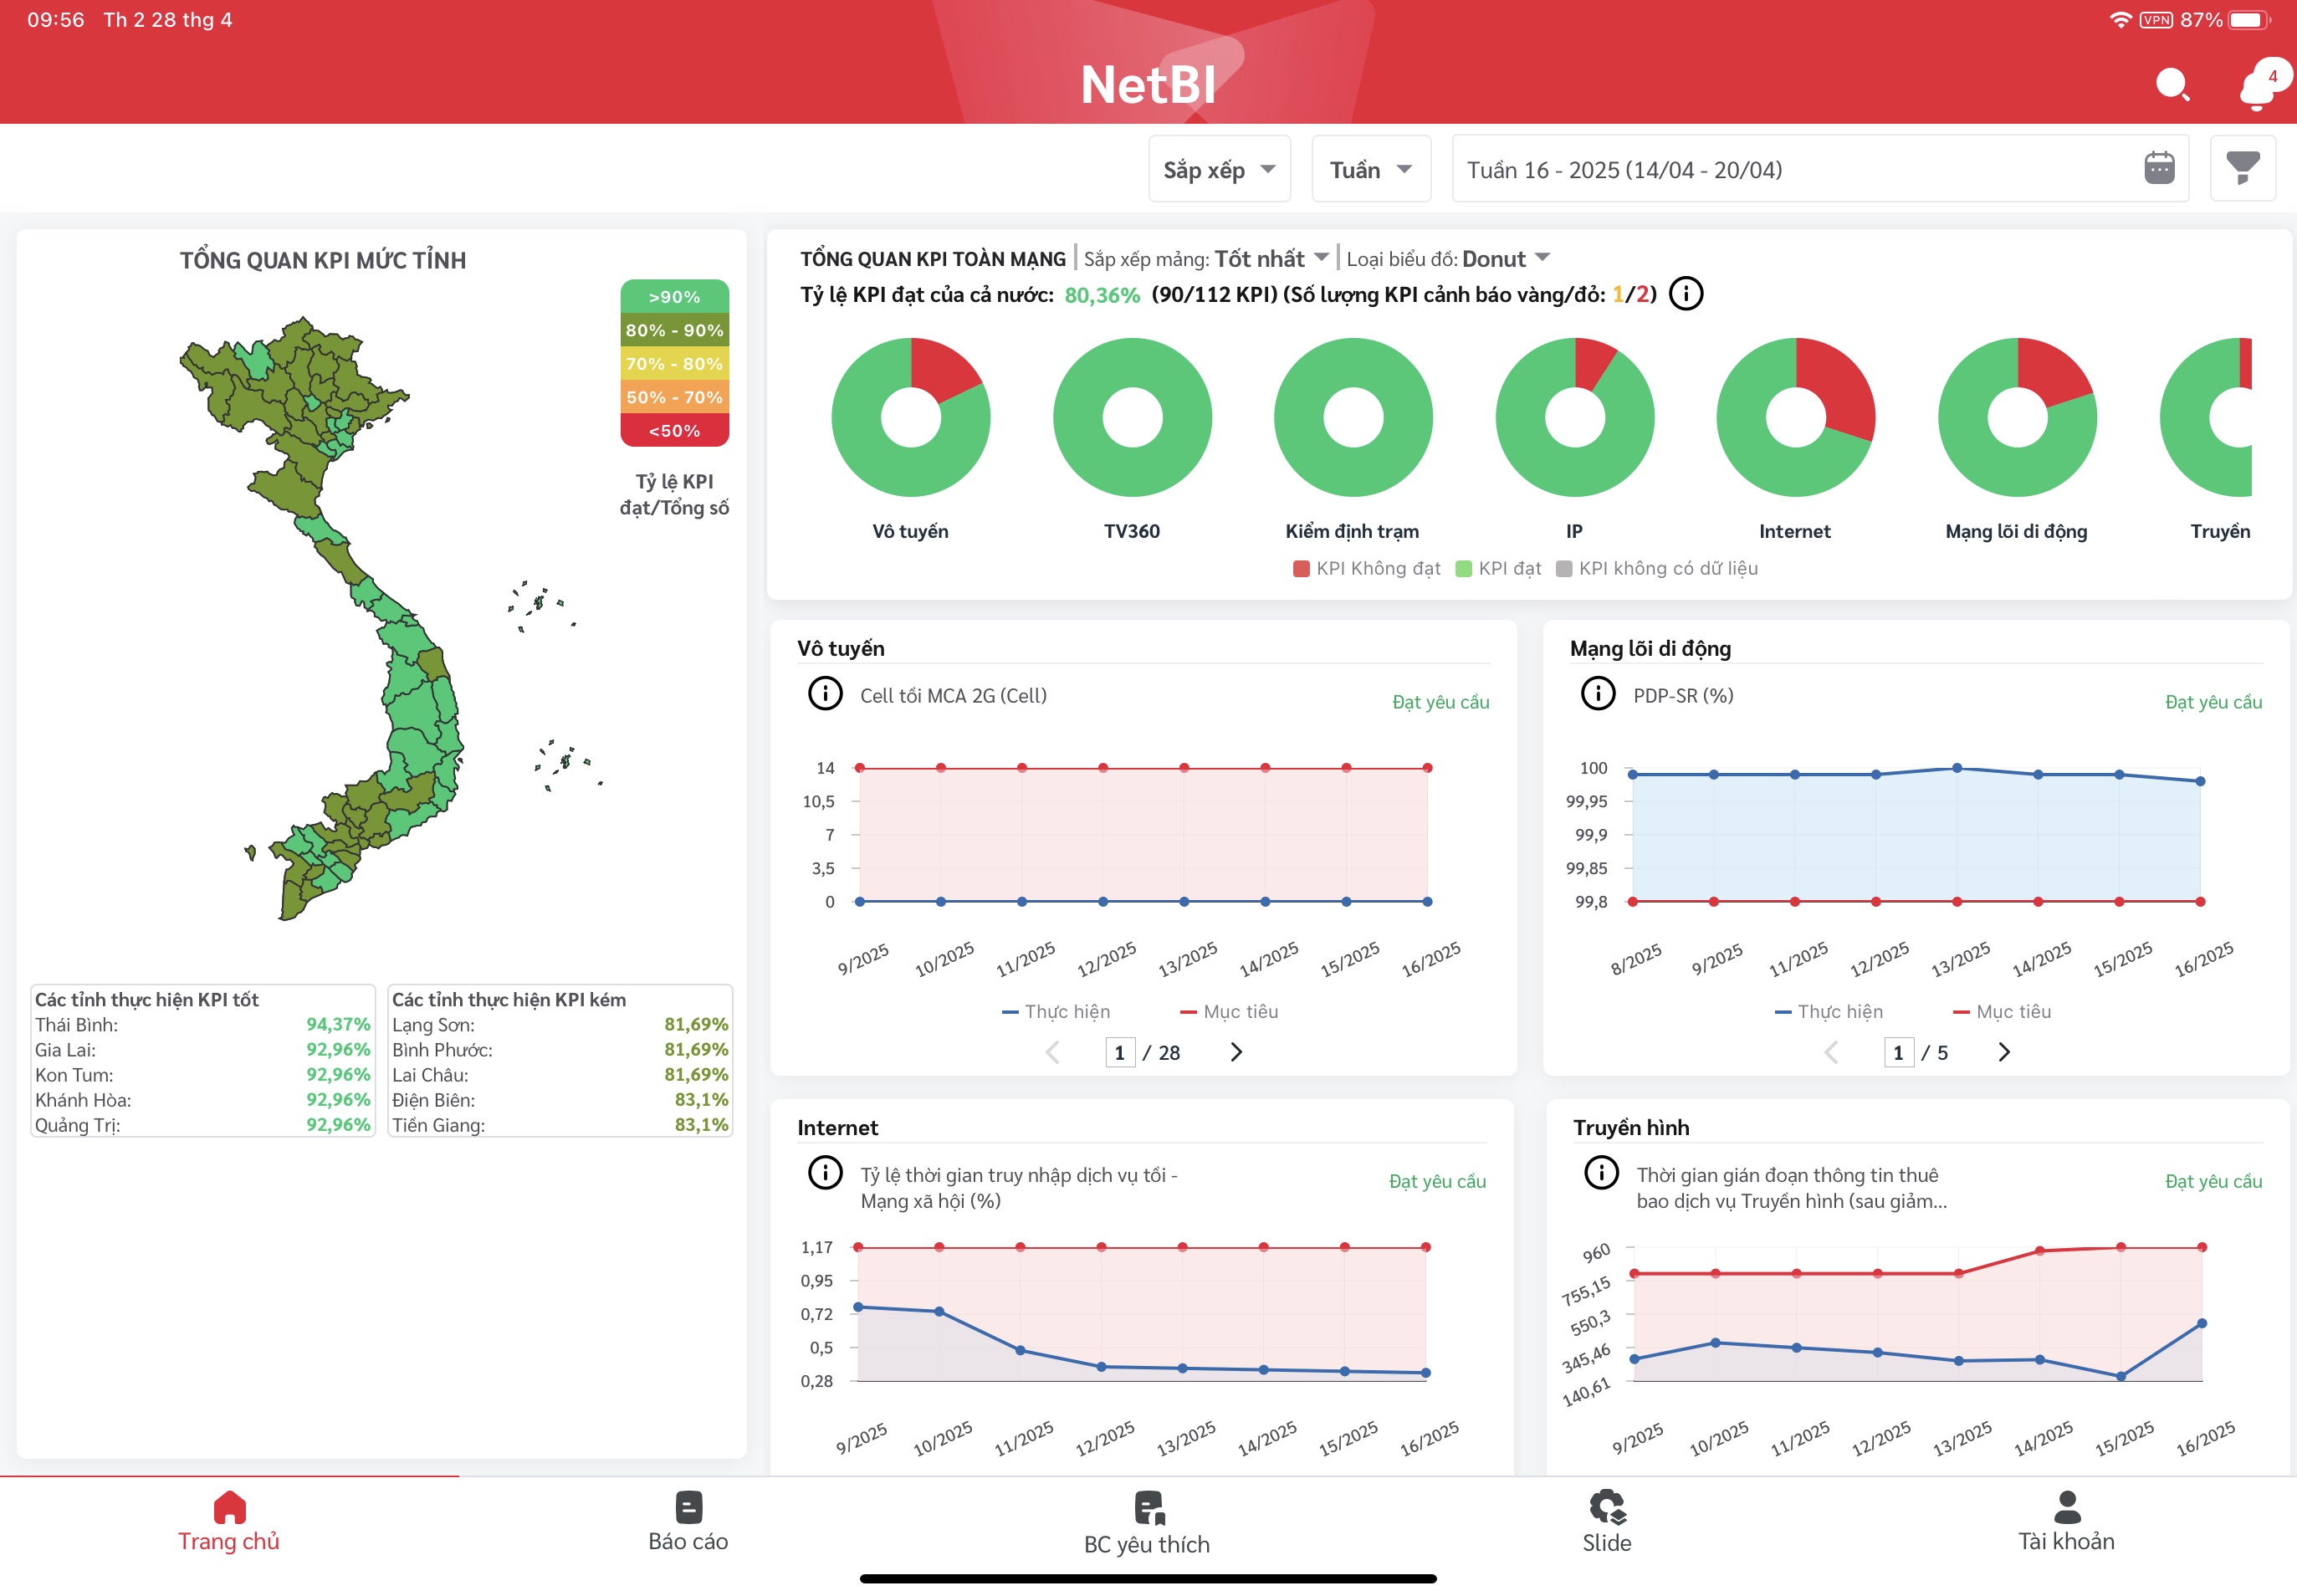 09:56 Th 2 28 thg 4
VPN 87%
NetBI
4
Sắp xếp
Tuần
Tuần 16 - 2025 (14/04 - 20/04)
TỔNG QUAN KPI MỨC TỈNH
>90%
80% - 90%
70% - 80%
50% - 70%
<50%
Tỷ lệ KPI
đạt/Tổng số
Các tỉnh thực hiện KPI tốt
Thái Bình: 94,37%
Gia Lai: 92,96%
Kon Tum: 92,96%
Khánh Hòa: 92,96%
Quảng Trị: 92,96%
Các tỉnh thực hiện KPI kém
Lạng Sơn: 81,69%
Bình Phước: 81,69%
Lai Châu: 81,69%
Điện Biên: 83,1%
Tiền Giang: 83,1%
TỔNG QUAN KPI TOÀN MẠNG | Sắp xếp mảng: Tốt nhất | Loại biểu đồ: Donut
Tỷ lệ KPI đạt của cả nước: 80,36% (90/112 KPI) (Số lượng KPI cảnh báo vàng/đỏ: 1/2)
Vô tuyến TV360 Kiểm định trạm IP Internet Mạng lõi di động Truyền
KPI Không đạt KPI đạt KPI không có dữ liệu
Vô tuyến
Cell tồi MCA 2G (Cell)
Đạt yêu cầu
14
10,5
7
3,5
0
9/2025 10/2025 11/2025 12/2025 13/2025 14/2025 15/2025 16/2025
Thực hiện Mục tiêu
1 / 28
Mạng lõi di động
PDP-SR (%)
Đạt yêu cầu
100
99,95
99,9
99,85
99,8
8/2025 9/2025 11/2025 12/2025 13/2025 14/2025 15/2025 16/2025
Thực hiện Mục tiêu
1 / 5
Internet
Tỷ lệ thời gian truy nhập dịch vụ tồi -
Mạng xã hội (%)
Đạt yêu cầu
1,17
0,95
0,72
0,5
0,28
9/2025 10/2025 11/2025 12/2025 13/2025 14/2025 15/2025 16/2025
Truyền hình
Thời gian gián đoạn thông tin thuê
bao dịch vụ Truyền hình (sau giảm...
Đạt yêu cầu
960
755,15
550,3
345,46
140,61
9/2025 10/2025 11/2025 12/2025 13/2025 14/2025 15/2025 16/2025
Trang chủ
Báo cáo
BC yêu thích
Slide
Tài khoản